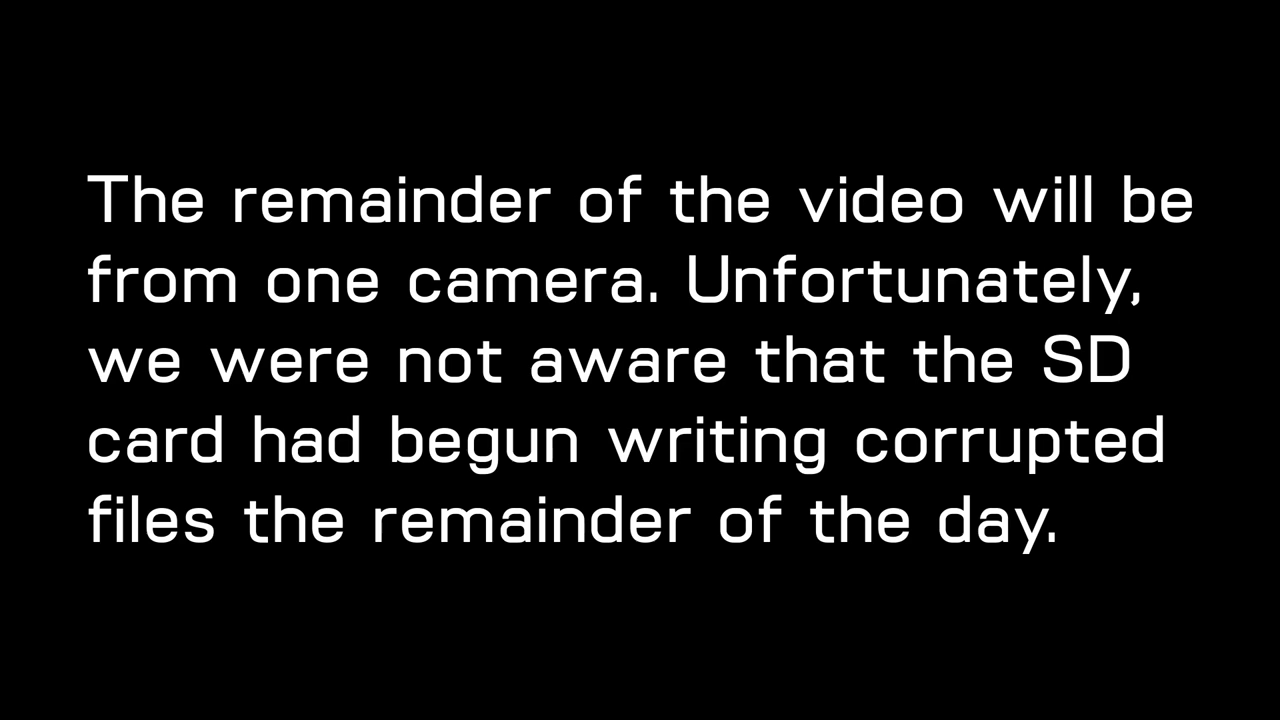 The remainder of the video will be
from one camera. Unfortunately,
we were not aware that the SD
card had begun writing corrupted
files the remainder of the day.